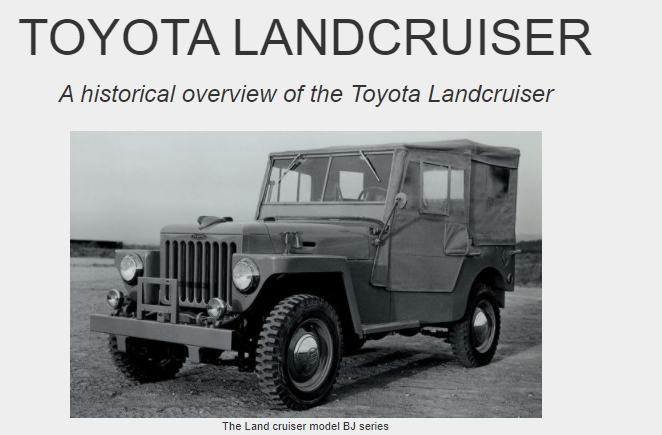 TOYOTA LANDCRUISER
A historical overview of the Toyota Landcruiser
The Land cruiser model BJ series